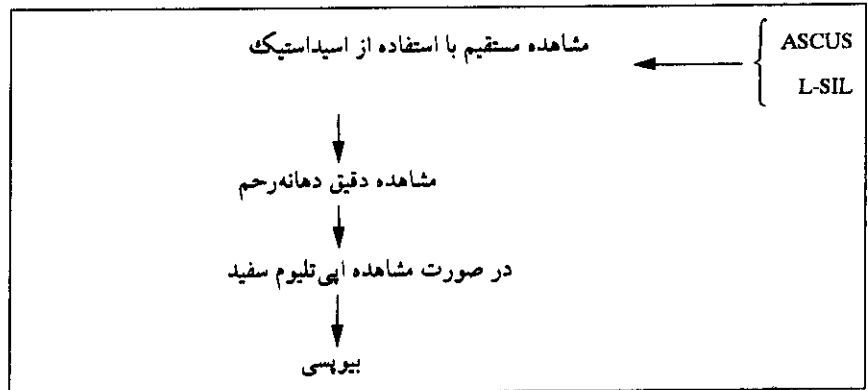 مشاهده مستقیم با استفاده از اسیداستیک
ASCUS
L-SIL
مشاهده دقیق دهانه‌رحم
در صورت مشاهده اپی‌تلیوم سفید
بیوپسی